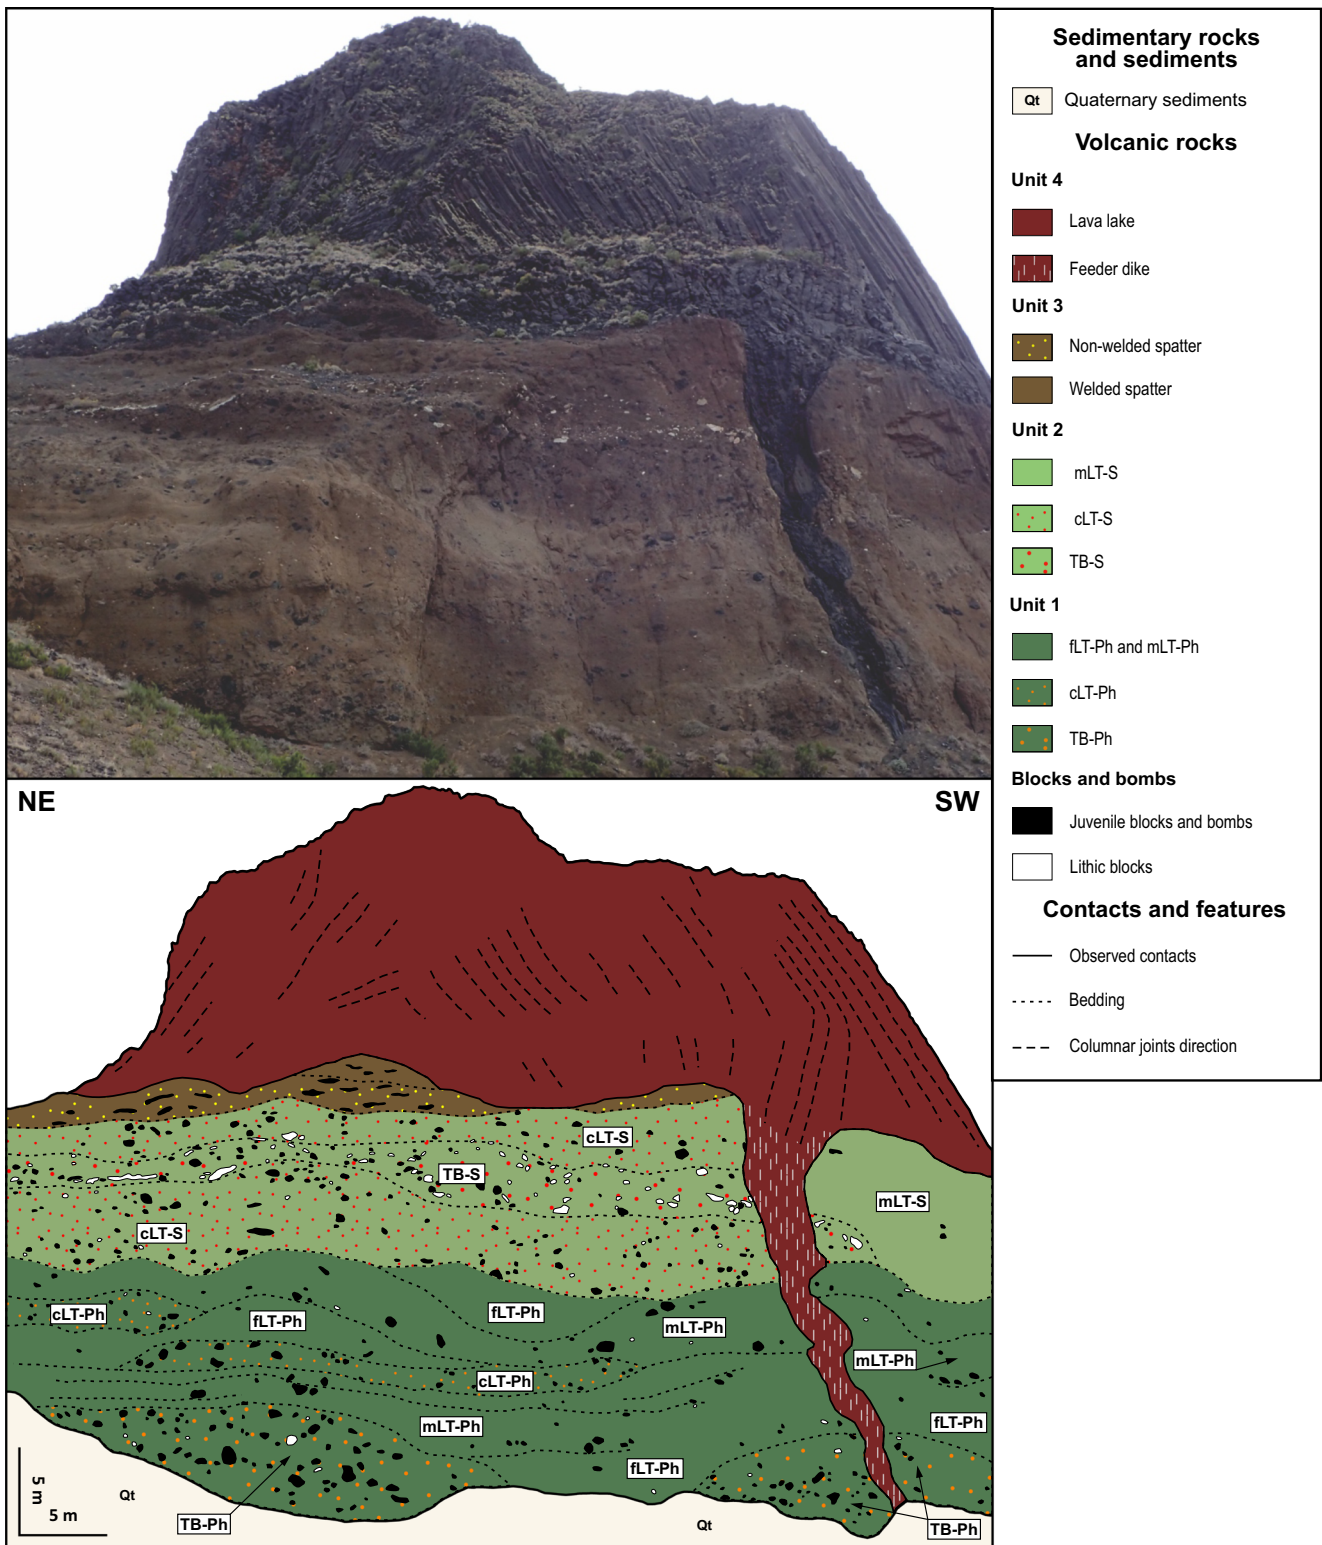 Sedimentary rocks
and sediments
Qt Quaternary sediments
Volcanic rocks
Unit 4
Lava lake
Feeder dike
Unit 3
Non-welded spatter
Welded spatter
Unit 2
mLT-S
cLT-S
TB-S
Unit 1
fLT-Ph and mLT-Ph
cLT-Ph
TB-Ph
Blocks and bombs
Juvenile blocks and bombs
Lithic blocks
Contacts and features
Observed contacts
Bedding
Columnar joints direction
NE SW
cLT-S
TB-S
mLT-S
cLT-S
cLT-Ph
fLT-Ph
fLT-Ph
mLT-Ph
mLT-Ph
cLT-Ph
mLT-Ph
fLT-Ph
fLT-Ph
5 m
5 m
Qt
TB-Ph
Qt
TB-Ph